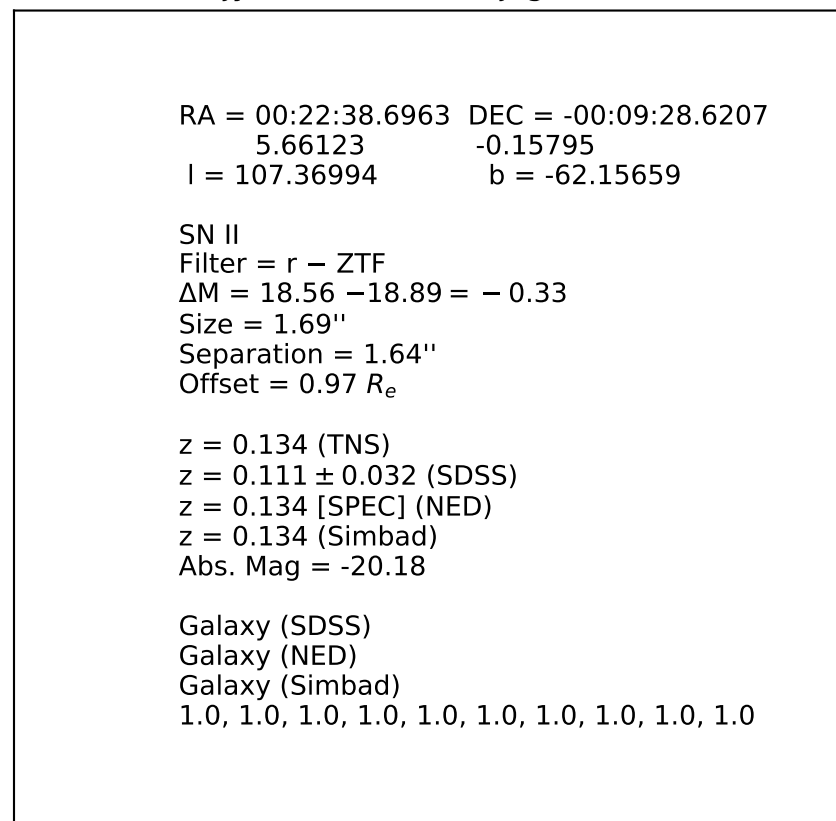 RA = 00:22:38.6963 DEC = -00:09:28.6207
5.66123 -0.15795
l = 107.36994 b = -62.15659
SN II
Filter = r − ZTF
ΔM = 18.56 −18.89 = − 0.33
Size = 1.69''
Separation = 1.64''
Offset = 0.97 Re
z = 0.134 (TNS)
z = 0.111 ± 0.032 (SDSS)
z = 0.134 [SPEC] (NED)
z = 0.134 (Simbad)
Abs. Mag = -20.18
Galaxy (SDSS)
Galaxy (NED)
Galaxy (Simbad)
1.0, 1.0, 1.0, 1.0, 1.0, 1.0, 1.0, 1.0, 1.0, 1.0